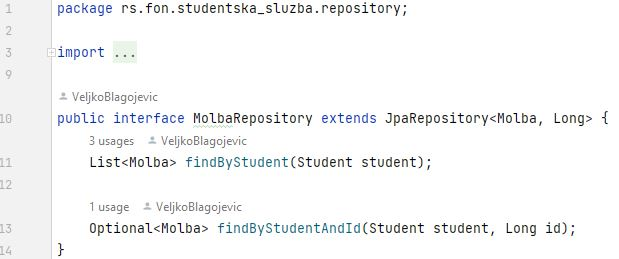 1 package rs.fon.studentska_sluzba.repository;
2
3 import ...
9
VeljkoBlagojevic
10 public interface MolbaRepository extends JpaRepository<Molba, Long> {
3 usages VeljkoBlagojevic
11 List<Molba> findByStudent(Student student);
12
1 usage VeljkoBlagojevic
13 Optional<Molba> findByStudentAndId(Student student, Long id);
14 }